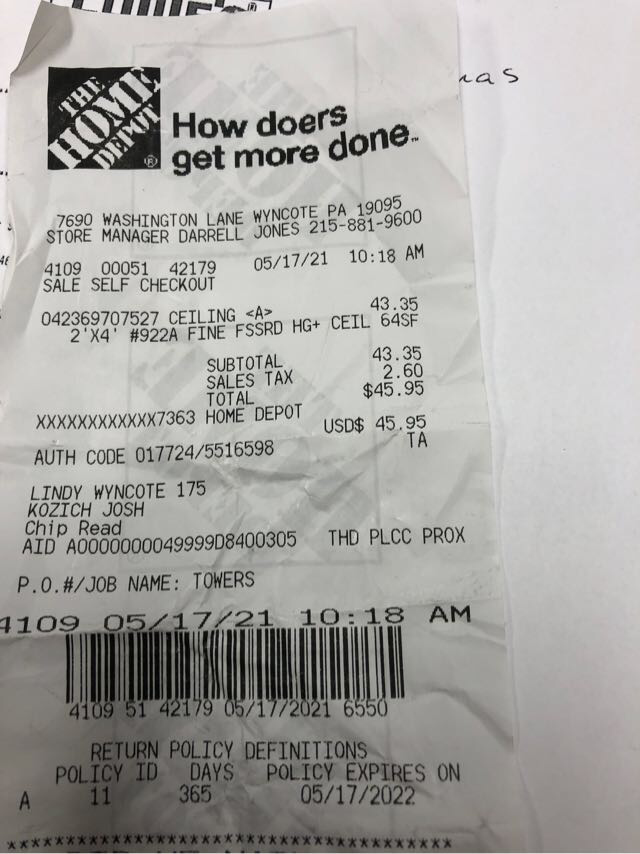 THE
HOME
DEPOT
®
How doers
get more done.™
nas
7690 WASHINGTON LANE WYNCOTE PA 19095
STORE MANAGER DARRELL JONES 215-881-9600
4109 00051 42179 05/17/21 10:18 AM
SALE SELF CHECKOUT
042369707527 CEILING <A> 43.35
2'X4' #922A FINE FSSRD HG+ CEIL 64SF
SUBTOTAL 43.35
SALES TAX 2.60
TOTAL $45.95
XXXXXXXXXXXX7363 HOME DEPOT
USD$ 45.95
TA
AUTH CODE 017724/5516598
LINDY WYNCOTE 175
KOZICH JOSH
Chip Read
AID A0000000049999D8400305 THD PLCC PROX
P.O.#/JOB NAME: TOWERS
4109 05/17/21 10:18 AM
4109 51 42179 05/17/2021 6550
RETURN POLICY DEFINITIONS
POLICY ID DAYS POLICY EXPIRES ON
A 11 365 05/17/2022
****************************************